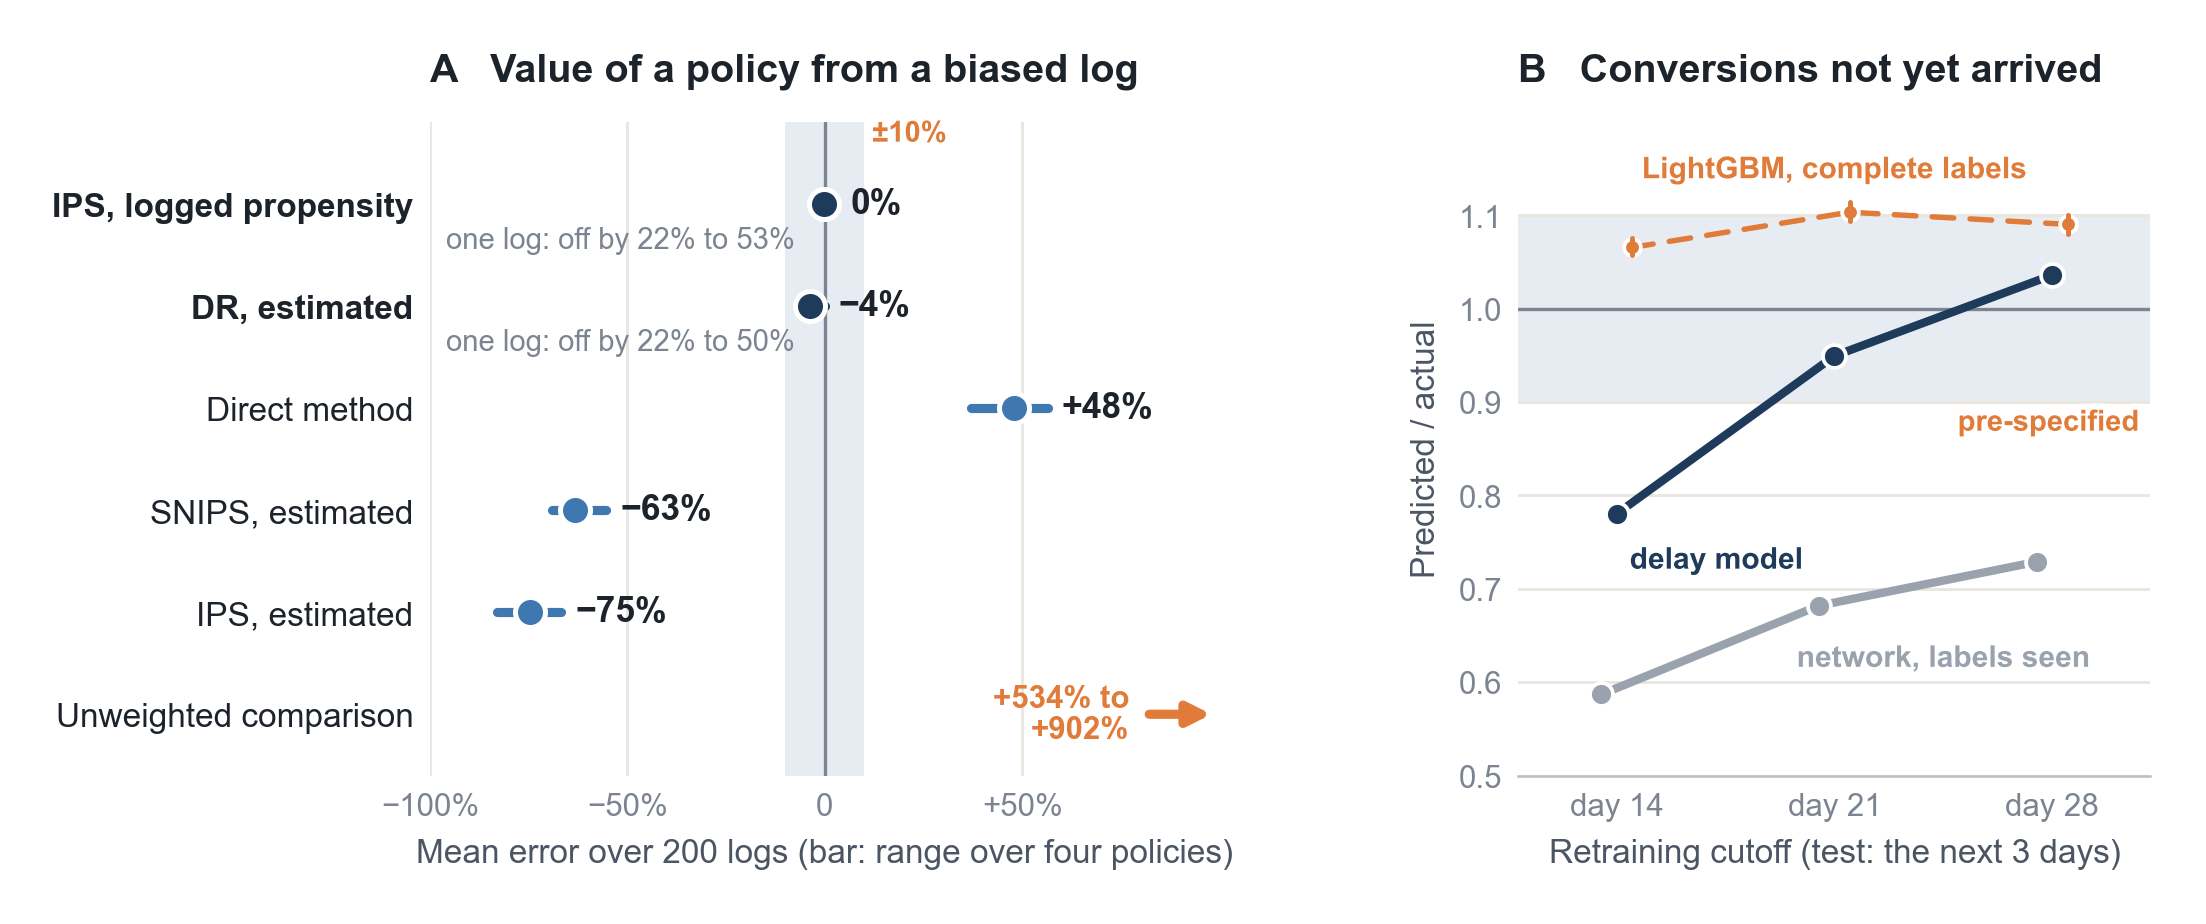 A Value of a policy from a biased log
±10%
IPS, logged propensity
0%
one log: off by 22% to 53%
DR, estimated
−4%
one log: off by 22% to 50%
Direct method
+48%
SNIPS, estimated
−63%
IPS, estimated
−75%
Unweighted comparison
+534% to
+902%
−100%
−50%
0
+50%
Mean error over 200 logs (bar: range over four policies)
B Conversions not yet arrived
LightGBM, complete labels
1.1
1.0
0.9
pre-specified
0.8
delay model
0.7
network, labels seen
0.6
0.5
Predicted / actual
day 14
day 21
day 28
Retraining cutoff (test: the next 3 days)